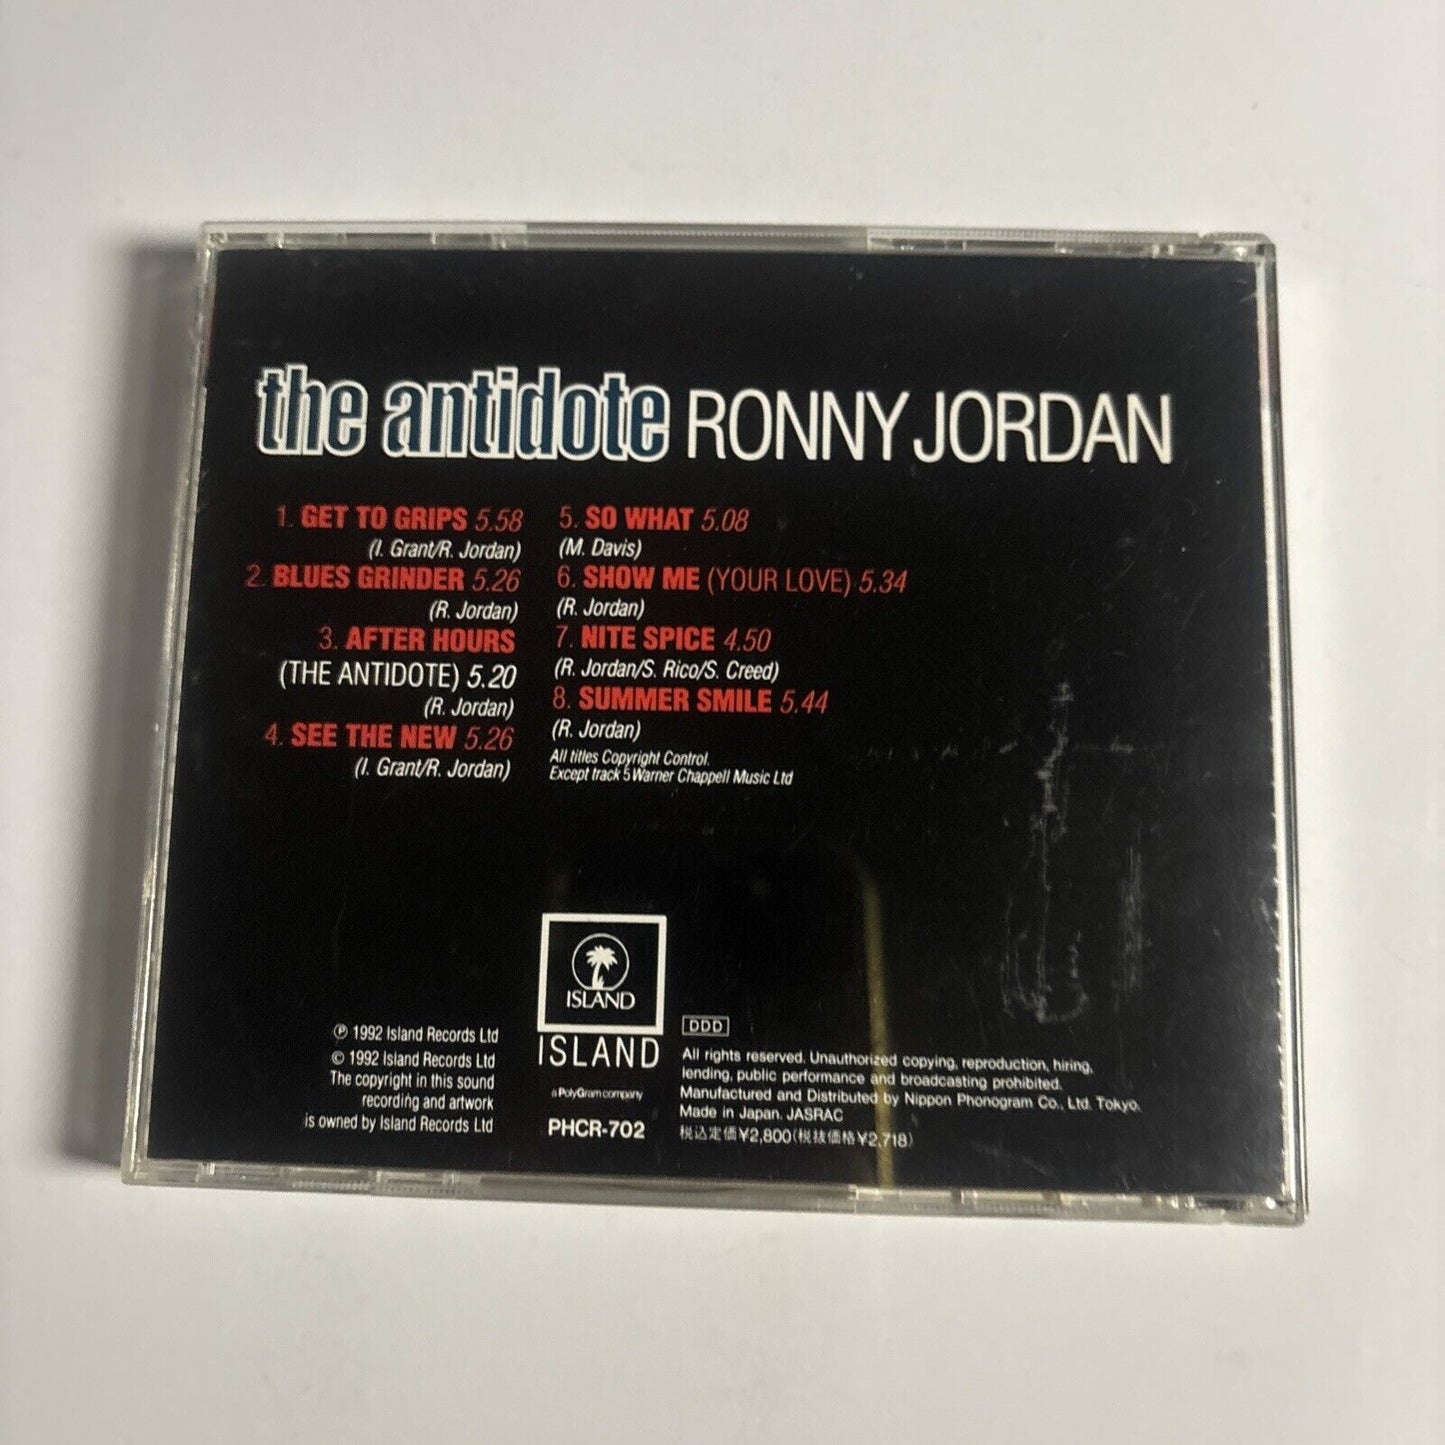 the antidote RONNY JORDAN
1. GET TO GRIPS 5.58
(I. Grant/R. Jordan)
2. BLUES GRINDER 5.26
(R. Jordan)
3. AFTER HOURS
(THE ANTIDOTE) 5.20
(R. Jordan)
4. SEE THE NEW 5.26
(I. Grant/R. Jordan)
5. SO WHAT 5.08
(M. Davis)
6. SHOW ME (YOUR LOVE) 5.34
(R. Jordan)
7. NITE SPICE 4.50
(R. Jordan/S. Rico/S. Creed)
8. SUMMER SMILE 5.44
(R. Jordan)
All titles Copyright Control.
Except track 5 Warner Chappell Music Ltd
℗ 1992 Island Records Ltd
© 1992 Island Records Ltd
The copyright in this sound
recording and artwork
is owned by Island Records Ltd
ISLAND
ISLAND
a PolyGram company
PHCR-702
DDD
All rights reserved. Unauthorized copying, reproduction, hiring,
lending, public performance and broadcasting prohibited.
Manufactured and Distributed by Nippon Phonogram Co., Ltd. Tokyo.
Made in Japan. JASRAC
税込定価¥2,800(税抜価格¥2,718)